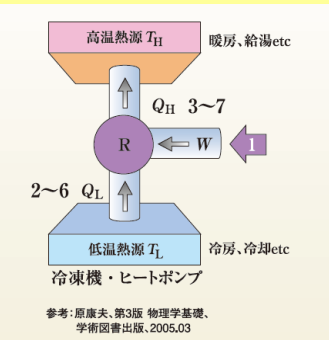 高温熱源 TH
暖房、給湯etc
QH 3〜7
R
W
1
2〜6 QL
低温熱源 TL
冷房、冷却etc
冷凍機・ヒートポンプ
参考:原康夫、第3版 物理学基礎、
学術図書出版、2005.03